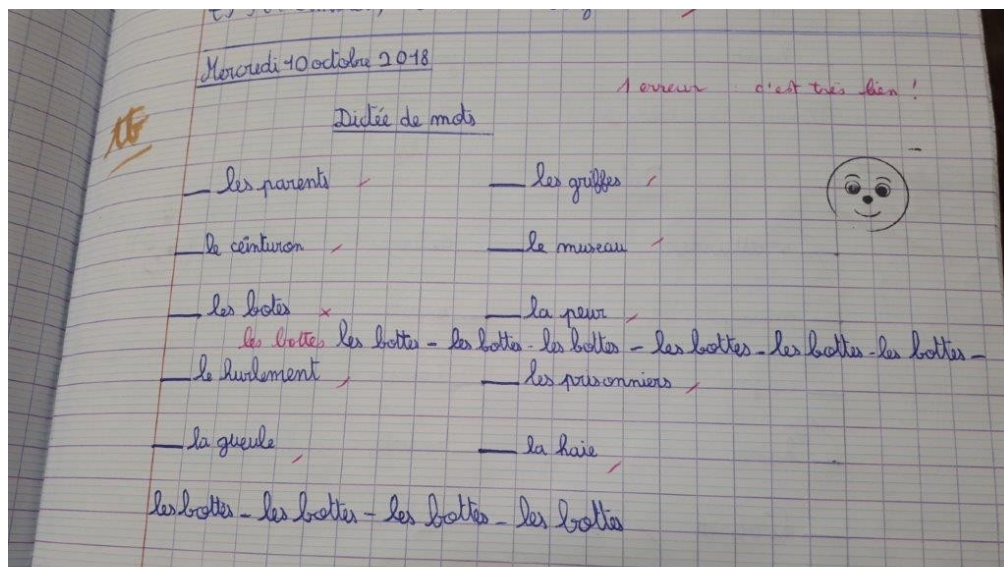 Mercredi 10 octobre 2018
1 erreur c'est très bien !
Dictée de mots
Tb
les parents les griffes
le ceinturon le museau
les botes la peur
les bottes les bottes - les bottes - les bottes - les bottes - les bottes - les bottes -
le hurlement les prisonniers
la gueule la haie
les bottes - les bottes - les bottes - les bottes